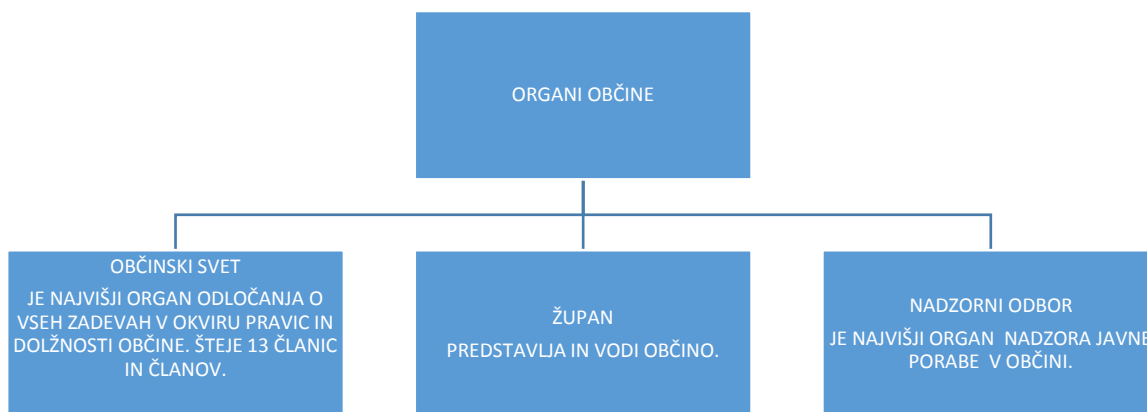 ORGANI OBČINE
OBČINSKI SVET
JE NAJVIŠJI ORGAN ODLOČANJA O
VSEH ZADEVAH V OKVIRU PRAVIC IN
DOLŽNOSTI OBČINE. ŠTEJE 13 ČLANIC
IN ČLANOV.
ŽUPAN
PREDSTAVLJA IN VODI OBČINO.
NADZORNI ODBOR
JE NAJVIŠJI ORGAN NADZORA JAVNE
PORABE V OBČINI.